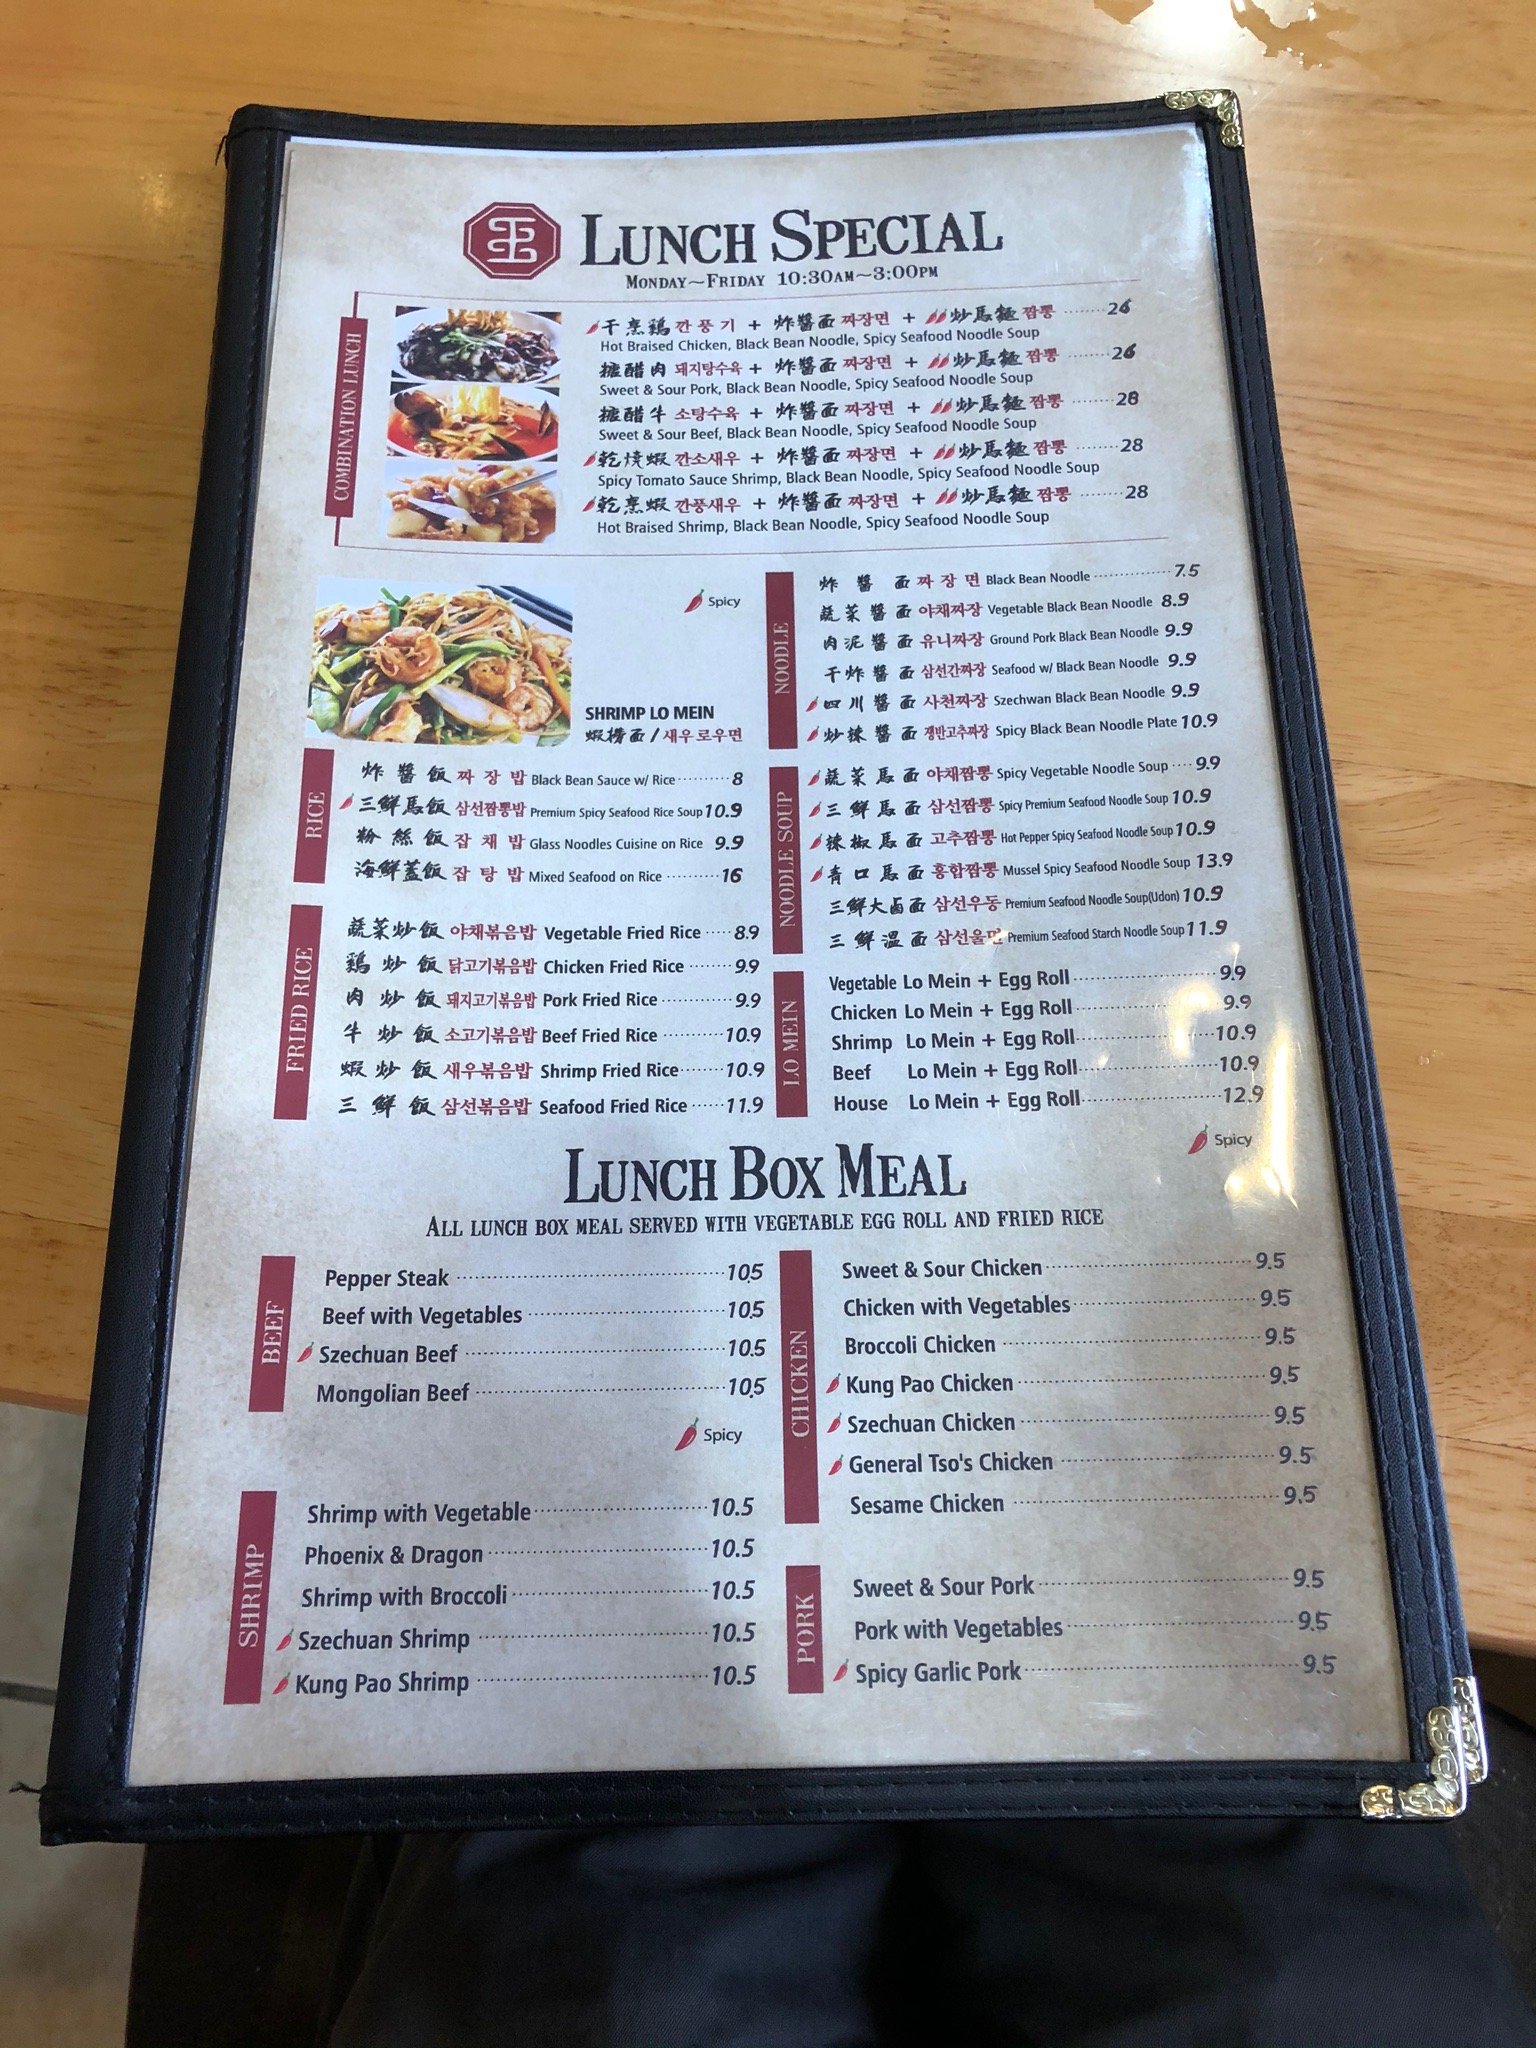 LUNCH SPECIAL
MONDAY~FRIDAY 10:30AM~3:00PM
COMBINATION LUNCH
干烹鷄 깐풍기 + 炸醬面 짜장면 + 炒馬麵 짬뽕 ········ 26
Hot Braised Chicken, Black Bean Noodle, Spicy Seafood Noodle Soup
糖醋肉 돼지탕수육 + 炸醬面 짜장면 + 炒馬麵 짬뽕 ········ 26
Sweet & Sour Pork, Black Bean Noodle, Spicy Seafood Noodle Soup
糖醋牛 소탕수육 + 炸醬面 짜장면 + 炒馬麵 짬뽕 ········ 28
Sweet & Sour Beef, Black Bean Noodle, Spicy Seafood Noodle Soup
乾燒蝦 깐소새우 + 炸醬面 짜장면 + 炒馬麵 짬뽕 ········ 28
Spicy Tomato Sauce Shrimp, Black Bean Noodle, Spicy Seafood Noodle Soup
乾烹蝦 깐풍새우 + 炸醬面 짜장면 + 炒馬麵 짬뽕 ········ 28
Hot Braised Shrimp, Black Bean Noodle, Spicy Seafood Noodle Soup
Spicy
SHRIMP LO MEIN
蝦撈面 / 새우로우면
RICE
炸醬飯 짜장밥 Black Bean Sauce w/ Rice ·········· 8
三鮮馬飯 삼선짬뽕밥 Premium Spicy Seafood Rice Soup 10.9
粉絲飯 잡채밥 Glass Noodles Cuisine on Rice 9.9
海鮮蓋飯 잡탕밥 Mixed Seafood on Rice ·········· 16
FRIED RICE
蔬菜炒飯 야채볶음밥 Vegetable Fried Rice ····· 8.9
鷄炒飯 닭고기볶음밥 Chicken Fried Rice ········ 9.9
肉炒飯 돼지고기볶음밥 Pork Fried Rice ············· 9.9
牛炒飯 소고기볶음밥 Beef Fried Rice ············ 10.9
蝦炒飯 새우볶음밥 Shrimp Fried Rice ········ 10.9
三鮮飯 삼선볶음밥 Seafood Fried Rice ······ 11.9
NOODLE
炸醬面 짜장면 Black Bean Noodle ·············· 7.5
蔬菜醬面 야채짜장 Vegetable Black Bean Noodle 8.9
肉泥醬面 유니짜장 Ground Pork Black Bean Noodle 9.9
干炸醬面 삼선간짜장 Seafood w/ Black Bean Noodle 9.9
四川醬面 사천짜장 Szechwan Black Bean Noodle 9.9
炒辣醬面 쟁반고추짜장 Spicy Black Bean Noodle Plate 10.9
NOODLE SOUP
蔬菜馬面 야채짬뽕 Spicy Vegetable Noodle Soup ···· 9.9
三鮮馬面 삼선짬뽕 Spicy Premium Seafood Noodle Soup 10.9
辣椒馬面 고추짬뽕 Hot Pepper Spicy Seafood Noodle Soup 10.9
青口馬面 홍합짬뽕 Mussel Spicy Seafood Noodle Soup 13.9
三鮮大鹵面 삼선우동 Premium Seafood Noodle Soup(Udon) 10.9
三鮮溫面 삼선울면 Premium Seafood Starch Noodle Soup 11.9
LO MEIN
Vegetable Lo Mein + Egg Roll ···················· 9.9
Chicken Lo Mein + Egg Roll ···················· 9.9
Shrimp Lo Mein + Egg Roll ···················· 10.9
Beef Lo Mein + Egg Roll ···················· 10.9
House Lo Mein + Egg Roll ···················· 12.9
Spicy
LUNCH BOX MEAL
ALL LUNCH BOX MEAL SERVED WITH VEGETABLE EGG ROLL AND FRIED RICE
BEEF
Pepper Steak ···················· 10.5
Beef with Vegetables ···················· 10.5
Szechuan Beef ···················· 10.5
Mongolian Beef ···················· 10.5
Spicy
SHRIMP
Shrimp with Vegetable ···················· 10.5
Phoenix & Dragon ···················· 10.5
Shrimp with Broccoli ···················· 10.5
Szechuan Shrimp ···················· 10.5
Kung Pao Shrimp ···················· 10.5
CHICKEN
Sweet & Sour Chicken ···················· 9.5
Chicken with Vegetables ···················· 9.5
Broccoli Chicken ···················· 9.5
Kung Pao Chicken ···················· 9.5
Szechuan Chicken ···················· 9.5
General Tso's Chicken ···················· 9.5
Sesame Chicken ···················· 9.5
PORK
Sweet & Sour Pork ···················· 9.5
Pork with Vegetables ···················· 9.5
Spicy Garlic Pork ···················· 9.5